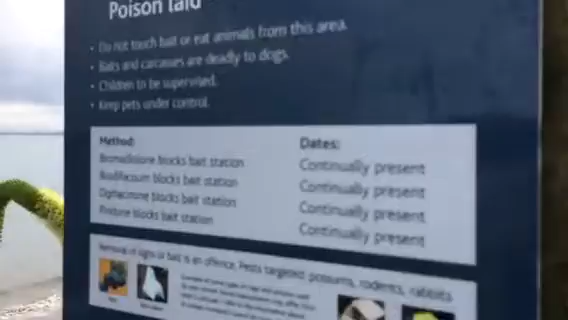 Poison laid
• Do not touch bait or eat animals from this area.
• Baits and carcasses are deadly to dogs.
• Children to be supervised.
• Keep pets under control.
Method: Dates:
Bromadiolone blocks bait station Continually present
Brodifacoum blocks bait station Continually present
Diphacinone blocks bait station Continually present
blocks bait station Continually present
Removal of signs or bait is an offence. Pests targeted: possums, rodents, rabbits